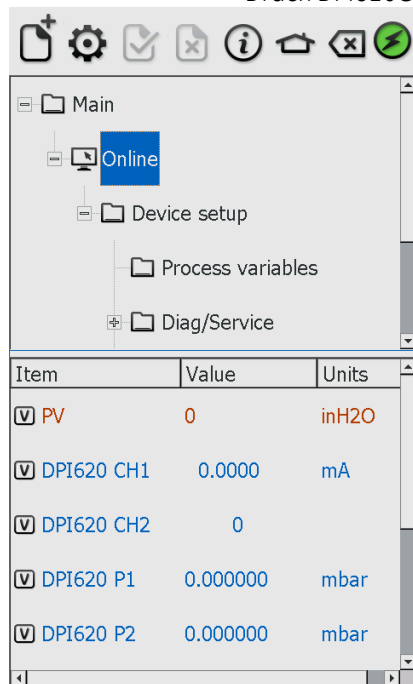 Main
Online
Device setup
Process variables
Diag/Service
Item Value Units
V PV 0 inH2O
V DPI620 CH1 0.0000 mA
V DPI620 CH2 0
V DPI620 P1 0.000000 mbar
V DPI620 P2 0.000000 mbar